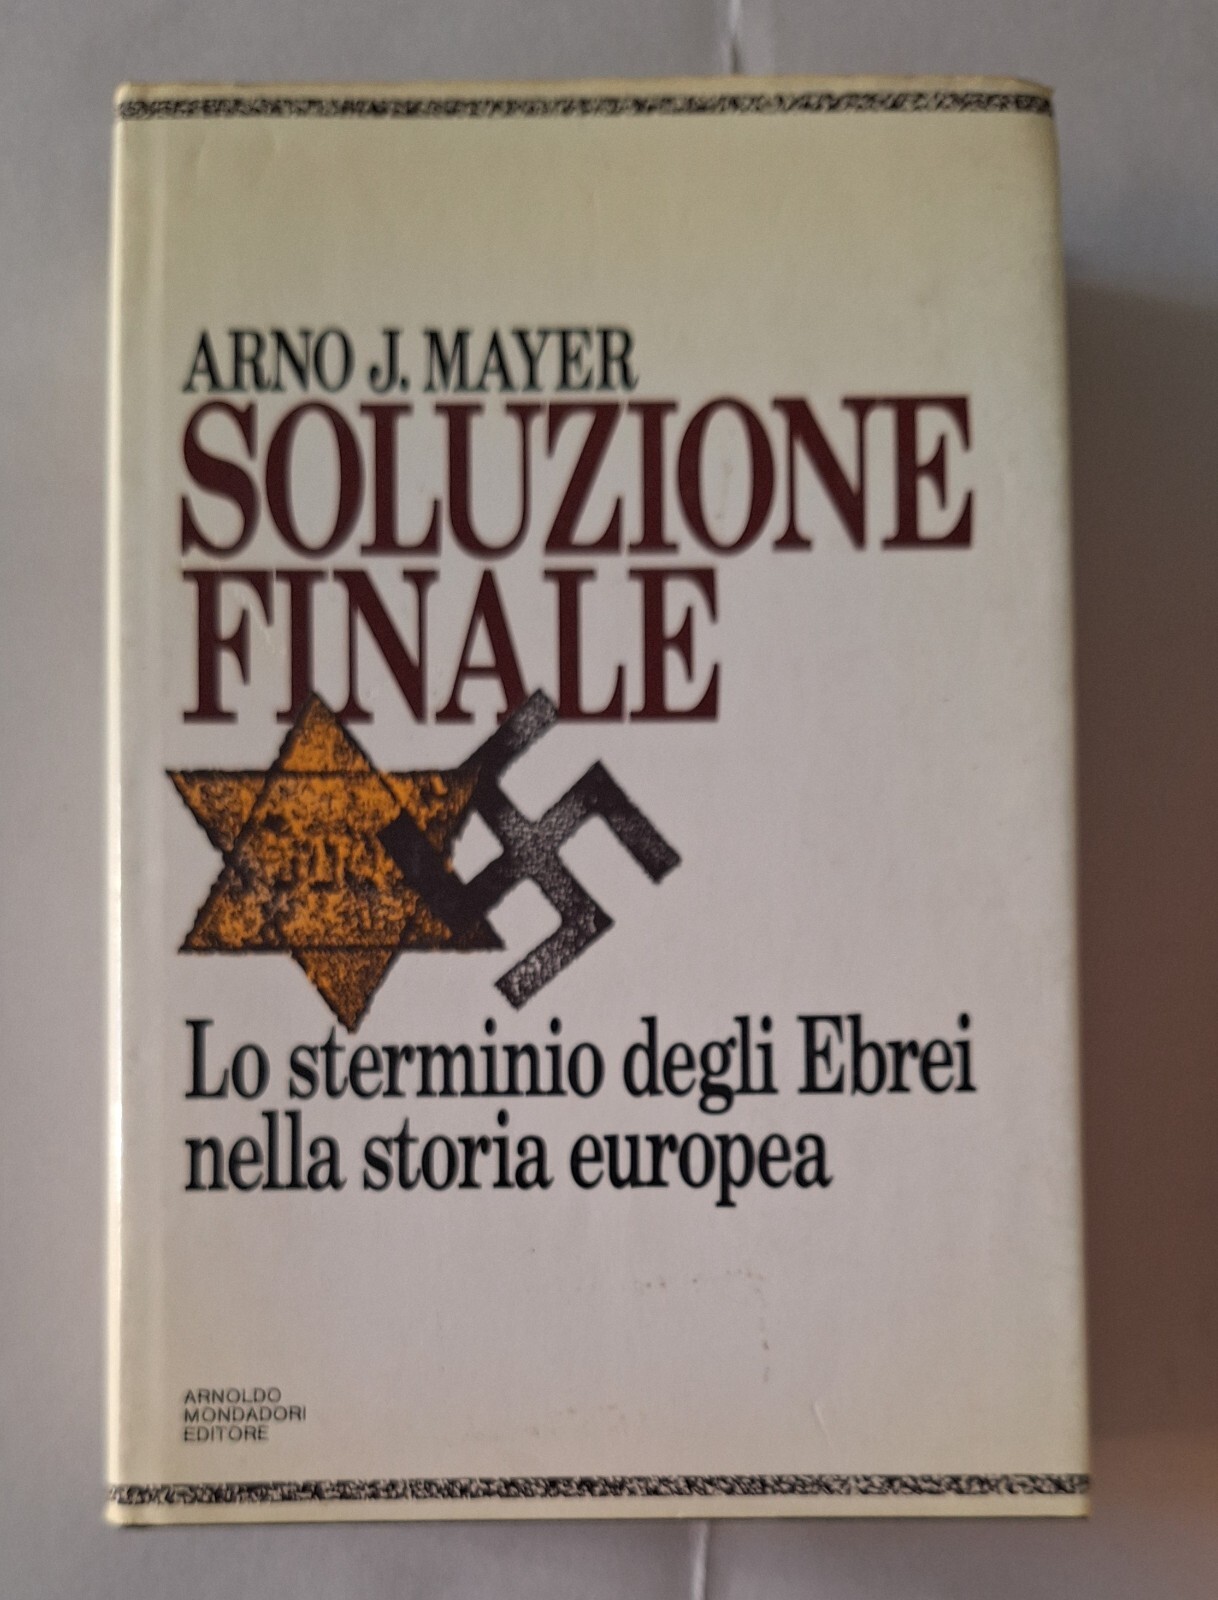 ARNO J. MAYER
SOLUZIONE
FINALE
Lo sterminio degli Ebrei
nella storia europea
ARNOLDO
MONDADORI
EDITORE